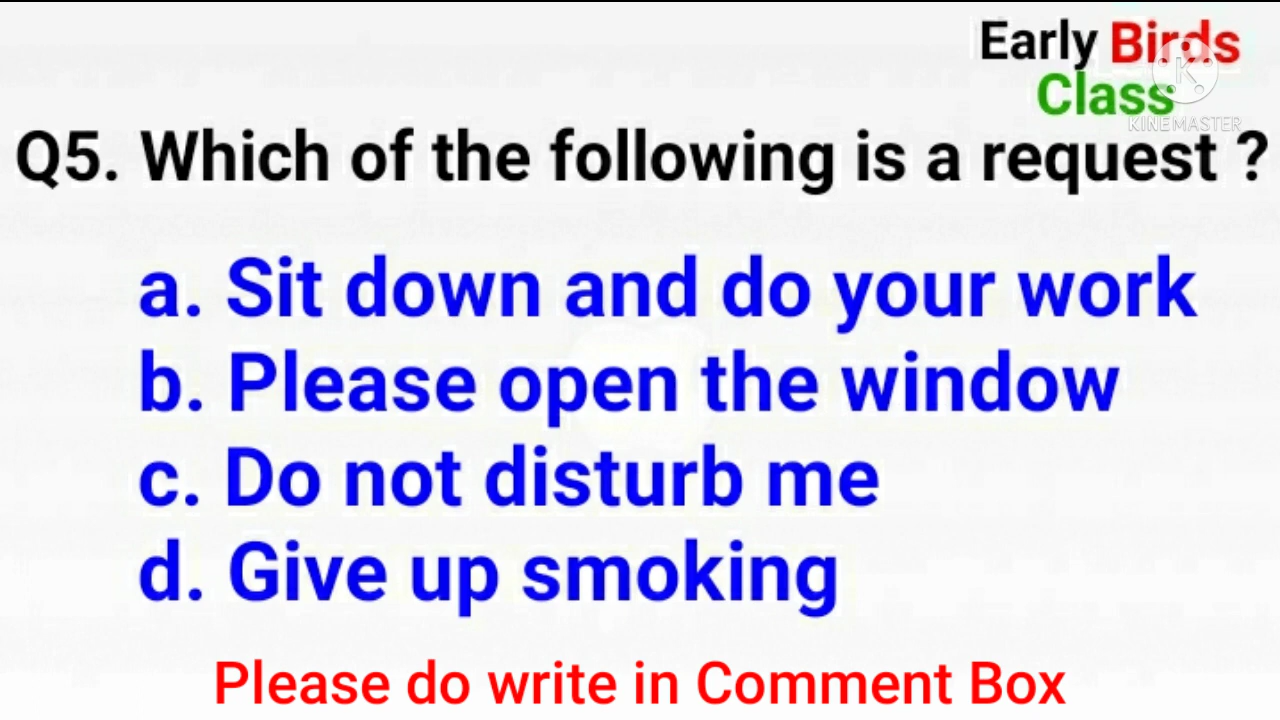 Early Birds
Class
KINEMASTER
Q5. Which of the following is a request ?
a. Sit down and do your work
b. Please open the window
c. Do not disturb me
d. Give up smoking
Please do write in Comment Box